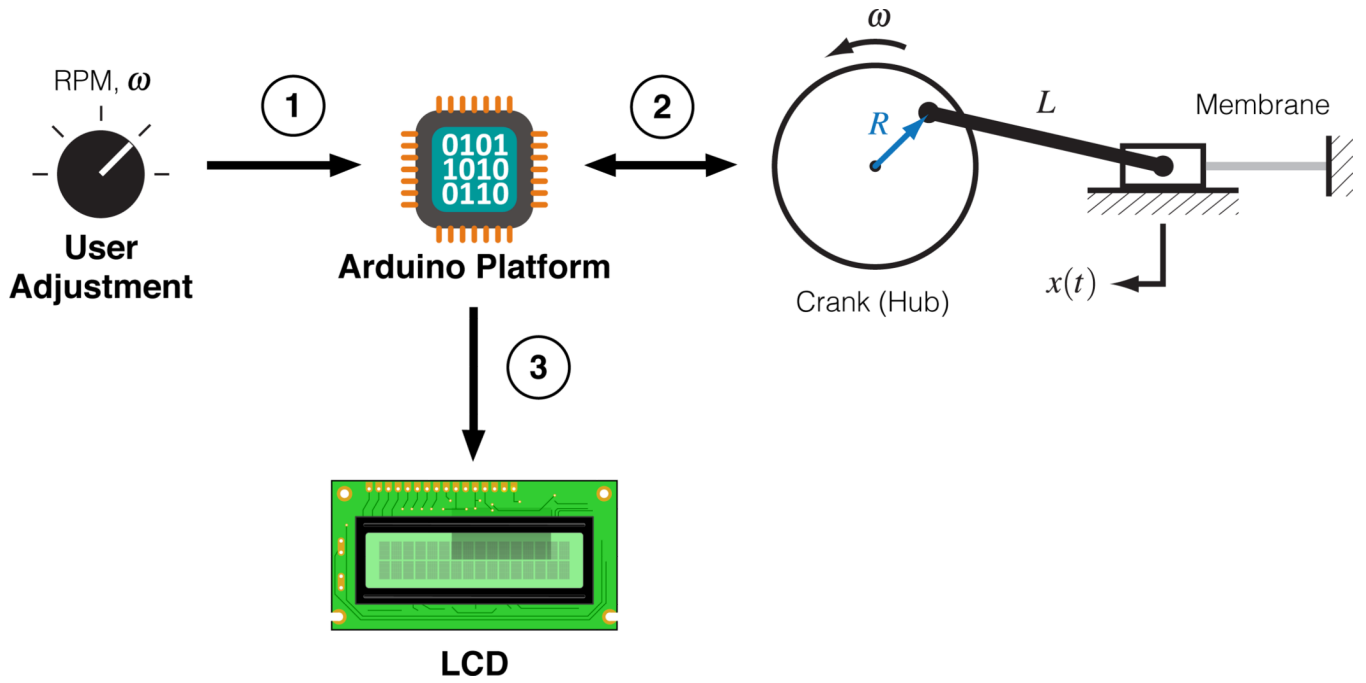 RPM, ω
User
Adjustment
1
0101
1010
0110
Arduino Platform
2
ω
R
L
Membrane
x(t)
Crank (Hub)
3
LCD